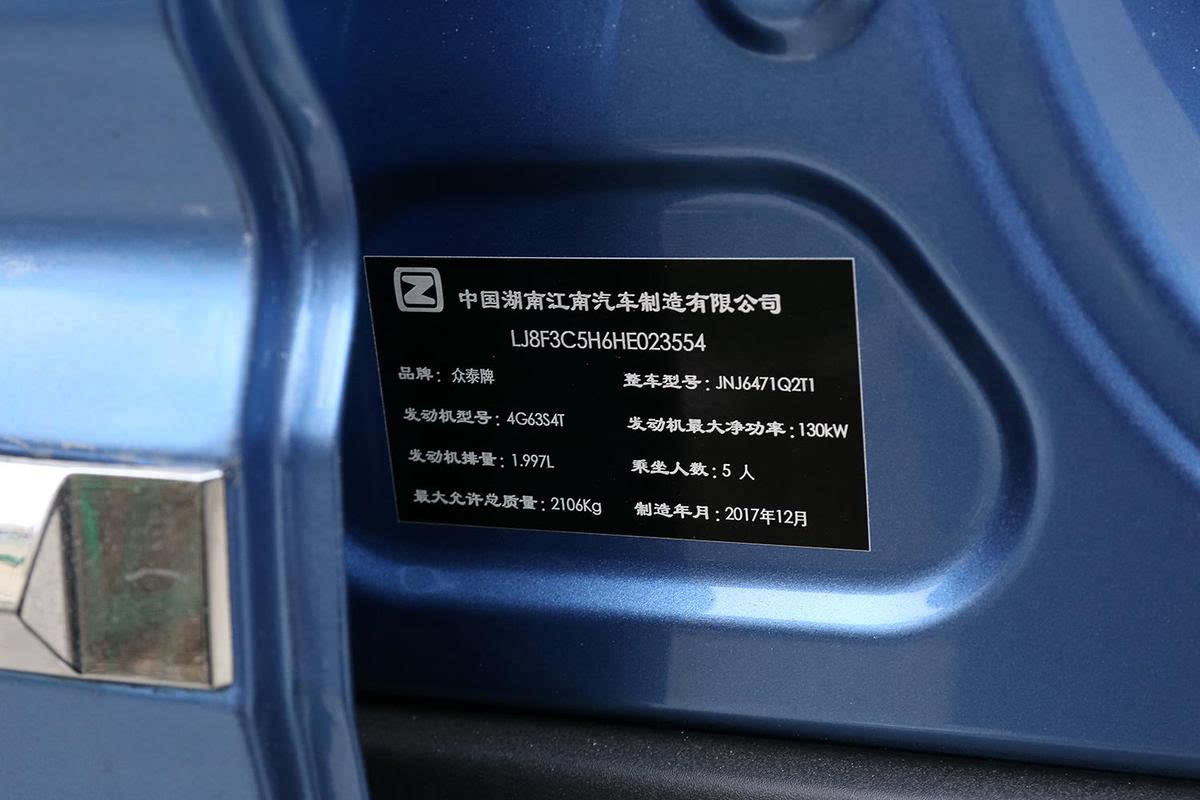 Z 中国湖南江南汽车制造有限公司
LJ8F3C5H6HE023554
品牌：众泰牌 整车型号：JNJ6471Q2T1
发动机型号：4G63S4T 发动机最大净功率：130kW
发动机排量：1.997L 乘坐人数：5 人
最大允许总质量：2106Kg 制造年月：2017年12月